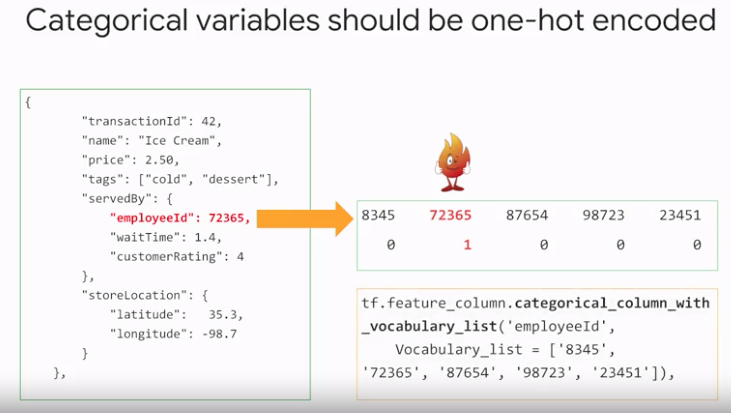 Categorical variables should be one-hot encoded
{
"transactionId": 42,
"name": "Ice Cream",
"price": 2.50,
"tags": ["cold", "dessert"],
"servedBy": {
"employeeId": 72365,
"waitTime": 1.4,
"customerRating": 4
},
"storeLocation": {
"latitude": 35.3,
"longitude": -98.7
}
},
8345 72365 87654 98723 23451
0 1 0 0 0
tf.feature_column.categorical_column_with
_vocabulary_list('employeeId',
Vocabulary_list = ['8345',
'72365', '87654', '98723', '23451']),